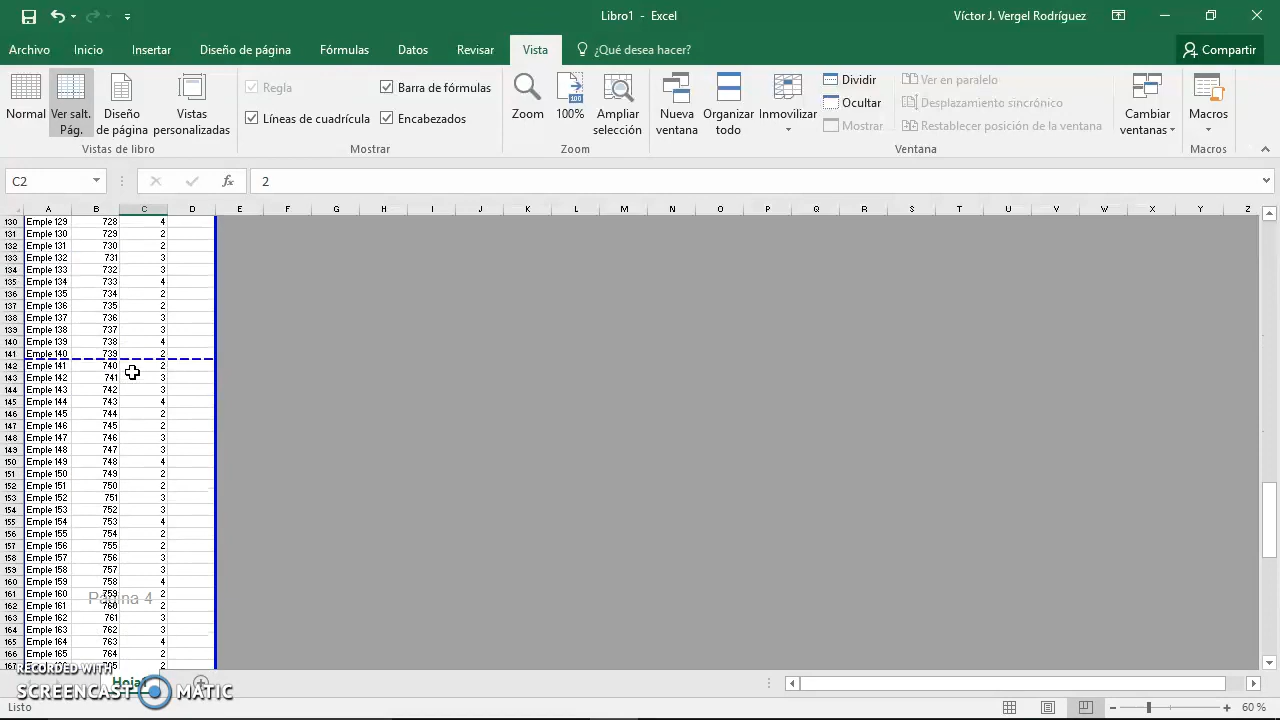 Libro1 - Excel
Víctor J. Vergel Rodríguez
Archivo Inicio Insertar Diseño de página Fórmulas Datos Revisar Vista ¿Qué desea hacer? Compartir
Normal
Ver salt. Pág.
Diseño de página
Vistas personalizadas
Vistas de libro
Regla
Barra de Fórmulas
Líneas de cuadrícula
Encabezados
Mostrar
Zoom
100%
Ampliar selección
Zoom
Nueva ventana
Organizar todo
Inmovilizar
Dividir
Ocultar
Mostrar
Ver en paralelo
Desplazamiento sincrónico
Restablecer posición de la ventana
Cambiar ventanas
Ventana
Macros
Macros
C2 fx 2
A B C D E F G H I J K L M N O P Q R S T U V W X Y Z
130 Emple 129 728 4
131 Emple 130 729 2
132 Emple 131 730 2
133 Emple 132 731 3
134 Emple 133 732 3
135 Emple 134 733 4
136 Emple 135 734 2
137 Emple 136 735 2
138 Emple 137 736 3
139 Emple 138 737 3
140 Emple 139 738 4
141 Emple 140 739 2
142 Emple 141 740 2
143 Emple 142 741 3
144 Emple 143 742 3
145 Emple 144 743 4
146 Emple 145 744 2
147 Emple 146 745 2
148 Emple 147 746 3
149 Emple 148 747 3
150 Emple 149 748 4
151 Emple 150 749 2
152 Emple 151 750 2
153 Emple 152 751 3
154 Emple 153 752 3
155 Emple 154 753 4
156 Emple 155 754 2
157 Emple 156 755 2
158 Emple 157 756 3
159 Emple 158 757 3
160 Emple 159 758 4
161 Emple 160 759 2
Página 4
162 Emple 161 760 2
163 Emple 162 761 3
164 Emple 163 762 3
165 Emple 164 763 4
166 Emple 165 764 2
167 2
RECORDED WITH
SCREENCAST MATIC
Listo
60 %